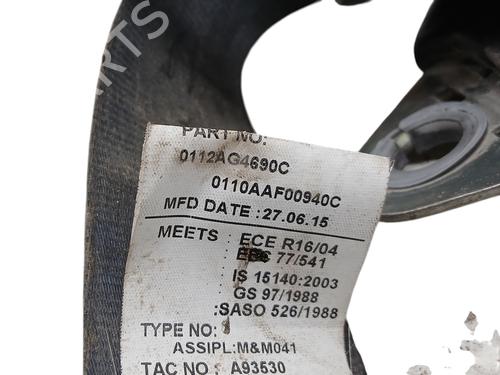 PARTS
PART NO:
0112AG4690C
0110AAF00940C
MFD DATE :27.06.15
MEETS : ECE R16/04
EEC 77/541
: IS 15140:2003
GS 97/1988
:SASO 526/1988
TYPE NO:
ASSIPL:M&M041
TAC NO : A93530